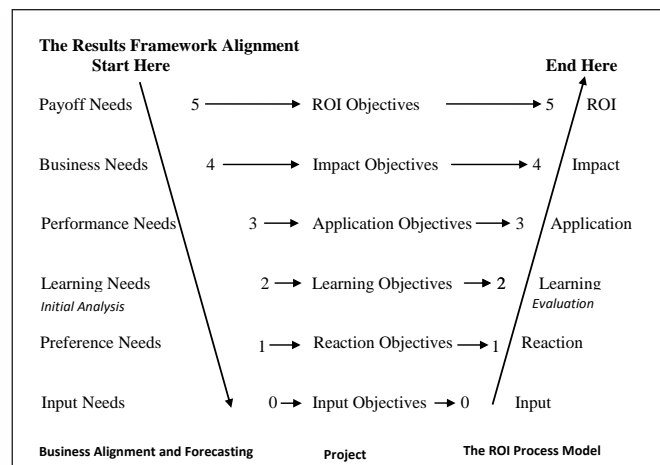 The Results Framework Alignment
Start Here End Here
Payoff Needs 5 ROI Objectives 5 ROI
Business Needs 4 Impact Objectives 4 Impact
Performance Needs 3 Application Objectives 3 Application
Learning Needs 2 Learning Objectives 2 Learning
Initial Analysis Evaluation
Preference Needs 1 Reaction Objectives 1 Reaction
Input Needs 0 Input Objectives 0 Input
Business Alignment and Forecasting Project The ROI Process Model